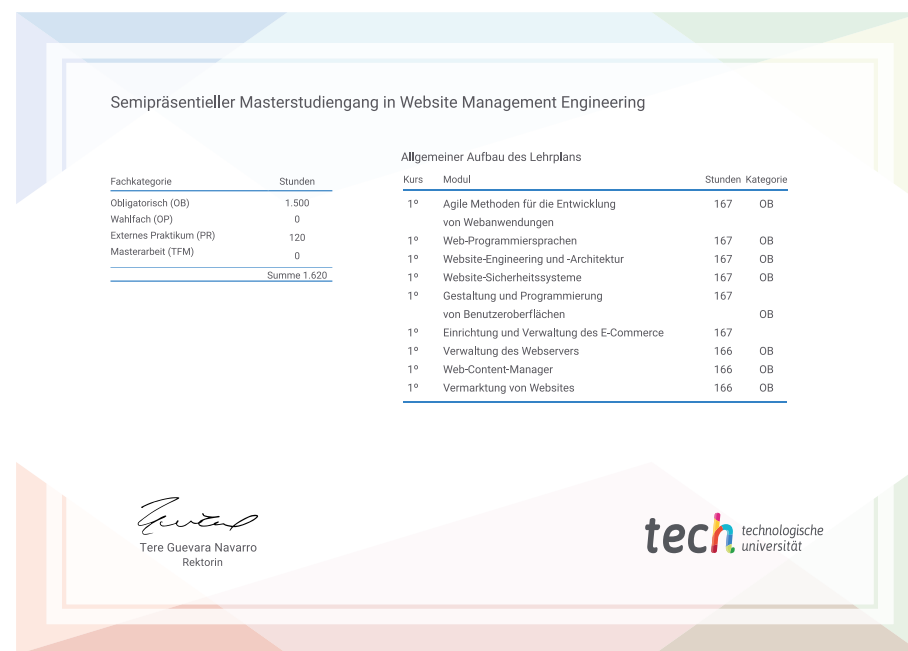 Semipräsentieller Masterstudiengang in Website Management Engineering
Fachkategorie Stunden
Obligatorisch (OB) 1.500
Wahlfach (OP) 0
Externes Praktikum (PR) 120
Masterarbeit (TFM) 0
Summe 1.620
Allgemeiner Aufbau des Lehrplans
Kurs Modul Stunden Kategorie
1º Agile Methoden für die Entwicklung 167 OB
von Webanwendungen
1º Web-Programmiersprachen 167 OB
1º Website-Engineering und -Architektur 167 OB
1º Website-Sicherheitssysteme 167 OB
1º Gestaltung und Programmierung 167
von Benutzeroberflächen OB
1º Einrichtung und Verwaltung des E-Commerce 167
1º Verwaltung des Webservers 166 OB
1º Web-Content-Manager 166 OB
1º Vermarktung von Websites 166 OB
Tere Guevara Navarro
Rektorin
tech technologische
universität